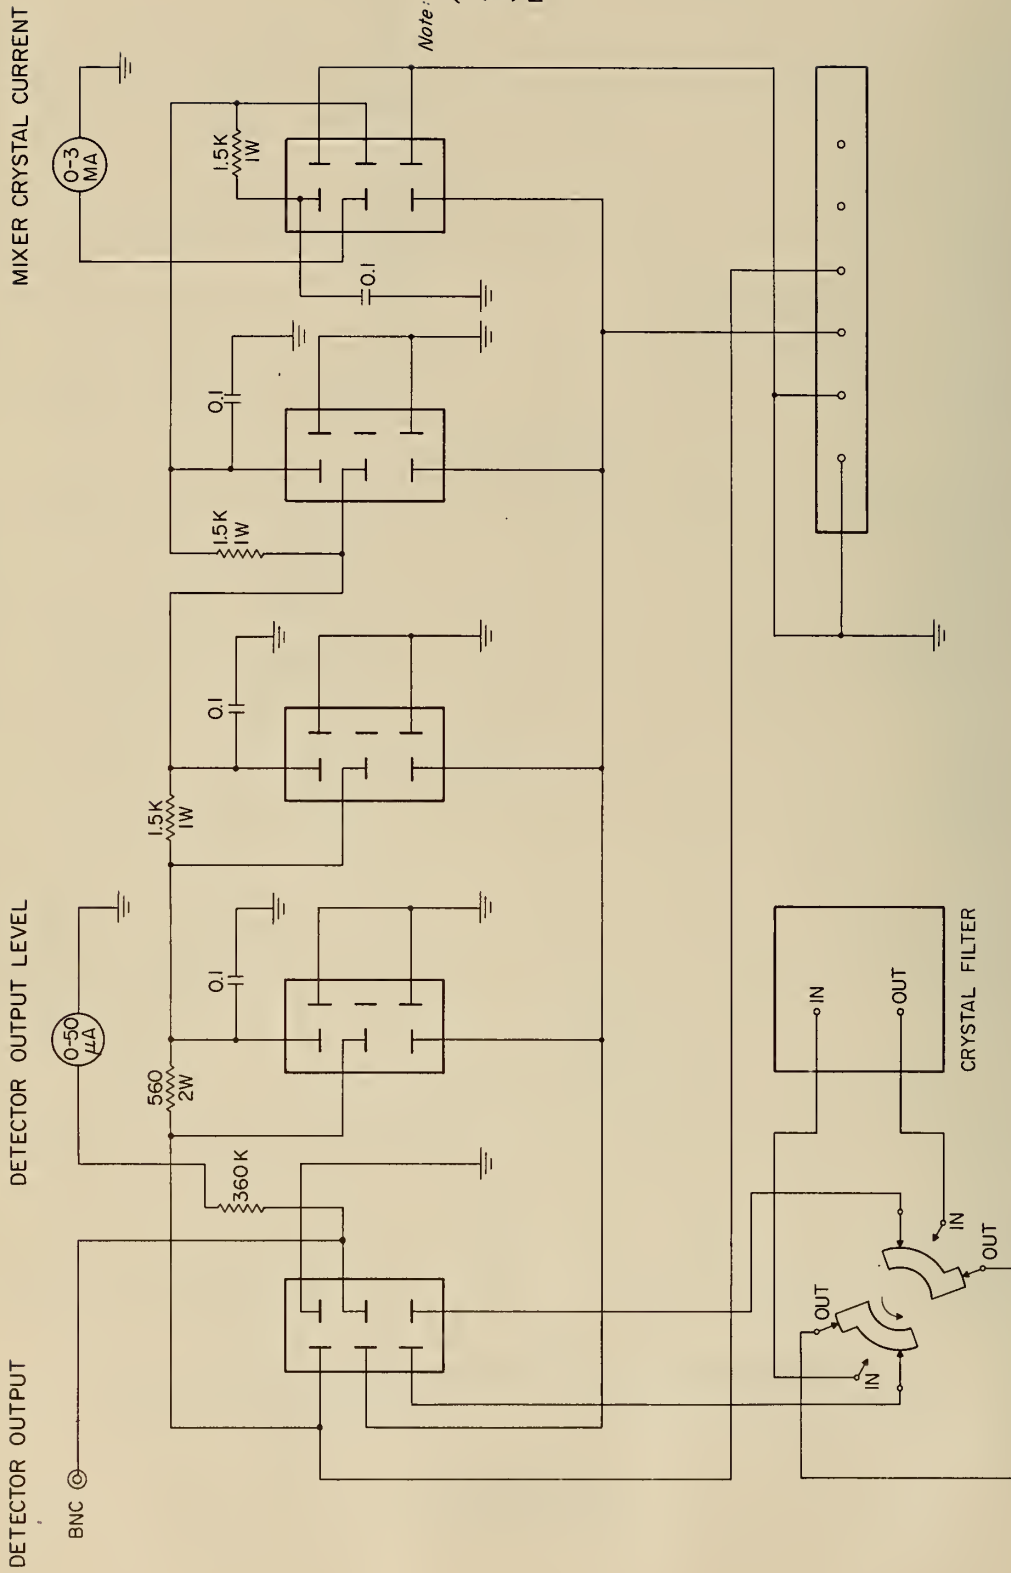 DETECTOR OUTPUT
DETECTOR OUTPUT LEVEL
MIXER CRYSTAL CURRENT
BNC
0-50
μA
0-3
MA
360K
560
2W
0.1
1.5K
1W
0.1
1.5K
1W
0.1
1.5K
1W
0.1
Note:
OUT
IN
IN
OUT
IN
OUT
CRYSTAL FILTER